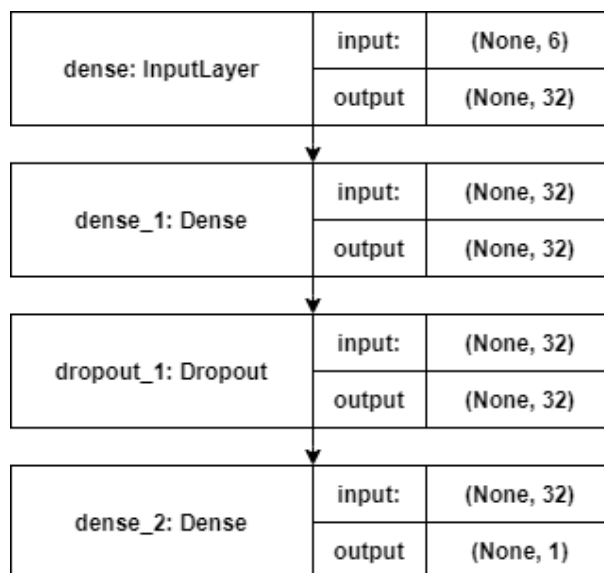 dense: InputLayer
input: (None, 6)
output (None, 32)
dense_1: Dense
input: (None, 32)
output (None, 32)
dropout_1: Dropout
input: (None, 32)
output (None, 32)
dense_2: Dense
input: (None, 32)
output (None, 1)